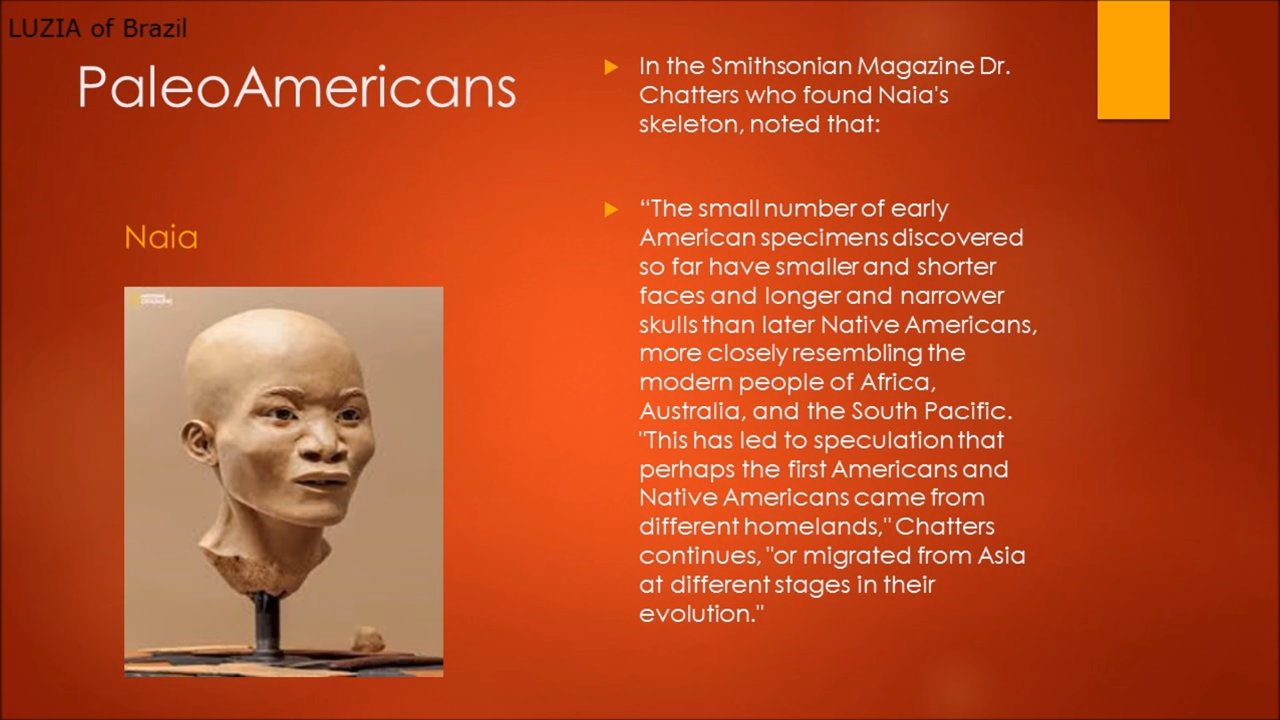 LUZIA of Brazil
PaleoAmericans
Naia
NATIONAL
GEOGRAPHIC
In the Smithsonian Magazine Dr.
Chatters who found Naia's
skeleton, noted that:
“The small number of early
American specimens discovered
so far have smaller and shorter
faces and longer and narrower
skulls than later Native Americans,
more closely resembling the
modern people of Africa,
Australia, and the South Pacific.
"This has led to speculation that
perhaps the first Americans and
Native Americans came from
different homelands," Chatters
continues, "or migrated from Asia
at different stages in their
evolution."